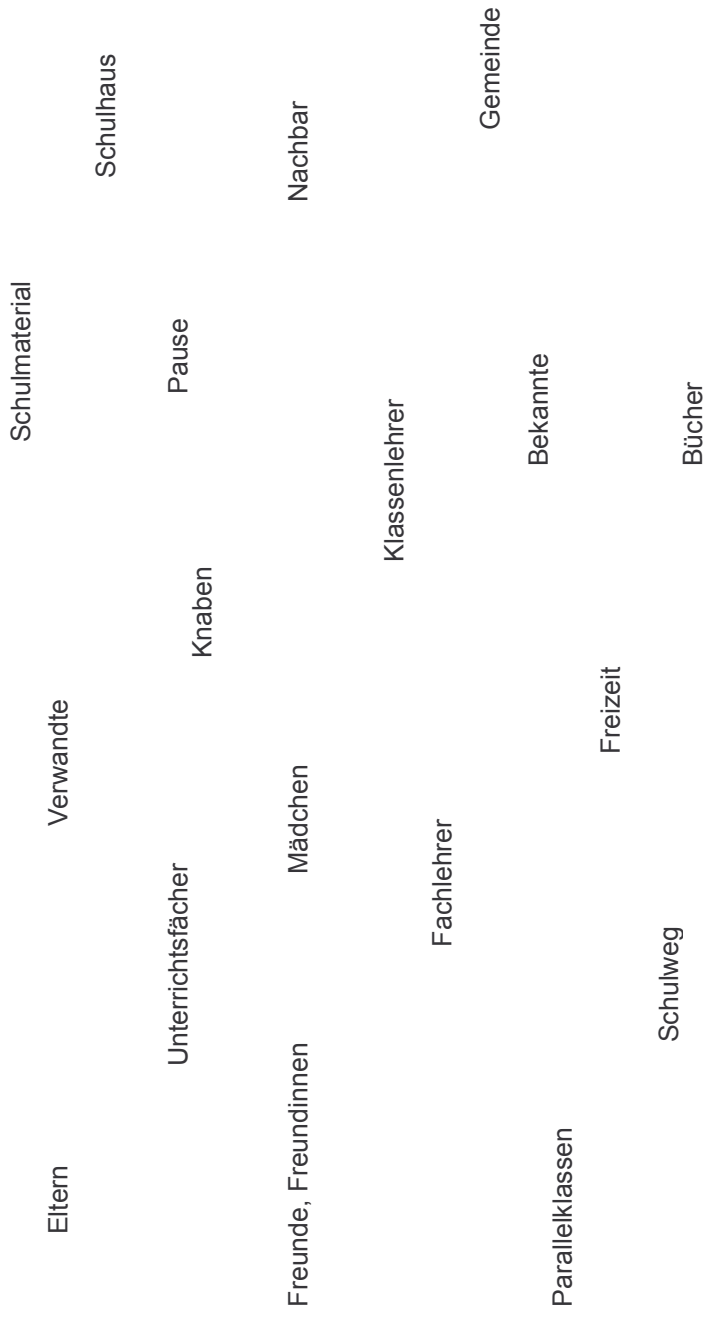 Schulmaterial
Eltern
Verwandte
Schulhaus
Unterrichtsfächer
Pause
Knaben
Freunde, Freundinnen
Mädchen
Nachbar
Klassenlehrer
Fachlehrer
Gemeinde
Bekannte
Parallelklassen
Freizeit
Schulweg
Bücher